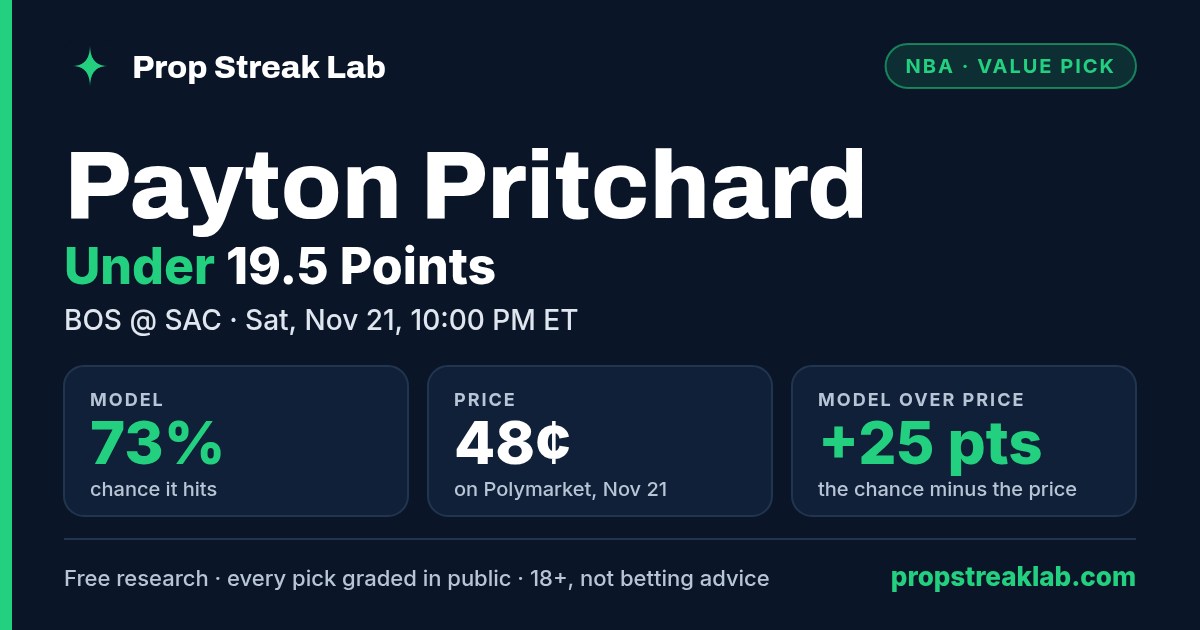 Prop Streak Lab
NBA · VALUE PICK
Payton Pritchard
Under 19.5 Points
BOS @ SAC · Sat, Nov 21, 10:00 PM ET
MODEL
73%
chance it hits
PRICE
48¢
on Polymarket, Nov 21
MODEL OVER PRICE
+25 pts
the chance minus the price
Free research · every pick graded in public · 18+, not betting advice
propstreaklab.com